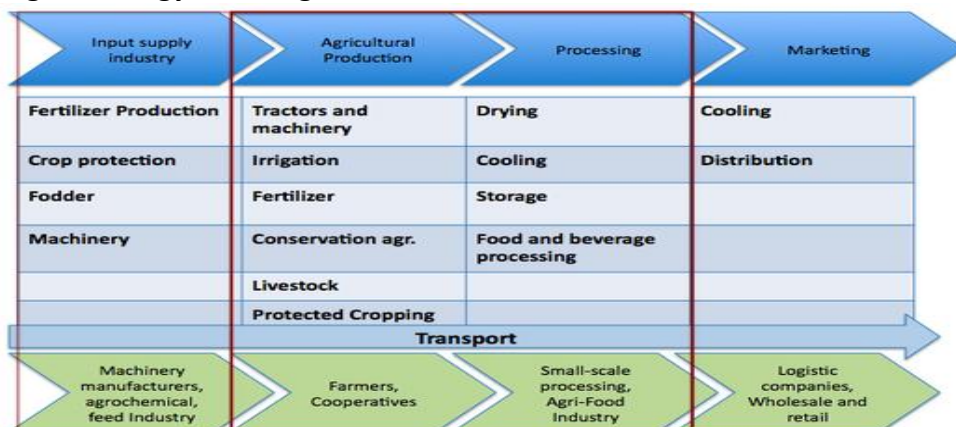 Input supply
industry
Agricultural
Production
Processing
Marketing
Fertilizer Production
Tractors and
machinery
Drying
Cooling
Crop protection
Irrigation
Cooling
Distribution
Fodder
Fertilizer
Storage
Machinery
Conservation agr.
Food and beverage
processing
Livestock
Protected Cropping
Transport
Machinery
manufacturers,
agrochemical,
feed Industry
Farmers,
Cooperatives
Small-scale
processing,
Agri-Food
Industry
Logistic
companies,
Wholesale and
retail